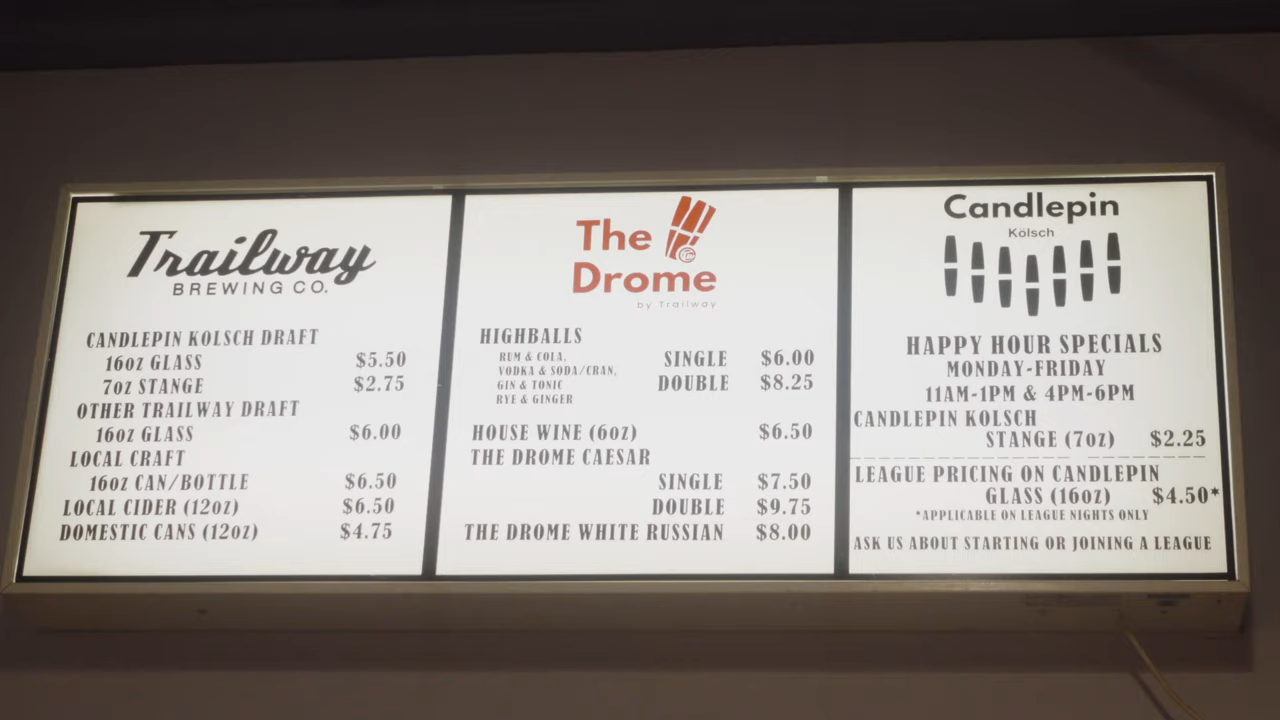 Trailway
BREWING CO.
CANDLEPIN KOLSCH DRAFT
16OZ GLASS $5.50
7OZ STANGE $2.75
OTHER TRAILWAY DRAFT
16OZ GLASS $6.00
LOCAL CRAFT
16OZ CAN/BOTTLE $6.50
LOCAL CIDER (12OZ) $6.50
DOMESTIC CANS (12OZ) $4.75
The
Drome
by Trailway
HIGHBALLS
RUM & COLA,
VODKA & SODA/CRAN,
GIN & TONIC
RYE & GINGER
SINGLE $6.00
DOUBLE $8.25
HOUSE WINE (6OZ) $6.50
THE DROME CAESAR
SINGLE $7.50
DOUBLE $9.75
THE DROME WHITE RUSSIAN $8.00
Candlepin
Kölsch
HAPPY HOUR SPECIALS
MONDAY-FRIDAY
11AM-1PM & 4PM-6PM
CANDLEPIN KOLSCH
STANGE (7OZ) $2.25
LEAGUE PRICING ON CANDLEPIN
GLASS (16OZ) $4.50*
*APPLICABLE ON LEAGUE NIGHTS ONLY
ASK US ABOUT STARTING OR JOINING A LEAGUE